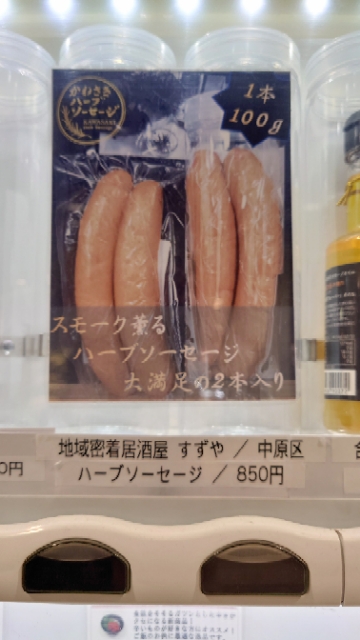 かわさき
ハーブ
ソーセージ
1本
100g
スモーク薫る
ハーブソーセージ
大満足の2本入り
地域密着居酒屋 すずや / 中原区
ハーブソーセージ / 850円
0円